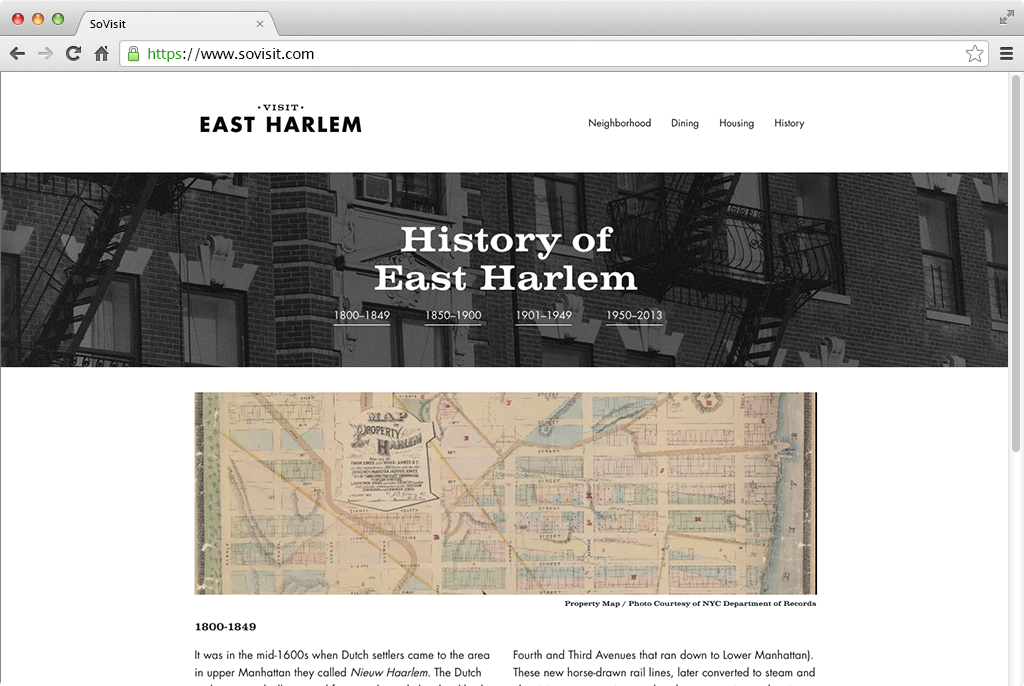 SoVisit
https://www.sovisit.com
·VISIT·
EAST HARLEM
Neighborhood Dining Housing History
History of
East Harlem
1800–1849 1850–1900 1901–1949 1950–2013
MAP
of
PROPERTY
HARLEM
STREET
Property Map / Photo Courtesy of NYC Department of Records
1800-1849
It was in the mid-1600s when Dutch settlers came to the area
in upper Manhattan they called Nieuw Haarlem. The Dutch
Fourth and Third Avenues that ran down to Lower Manhattan).
These new horse-drawn rail lines, later converted to steam and